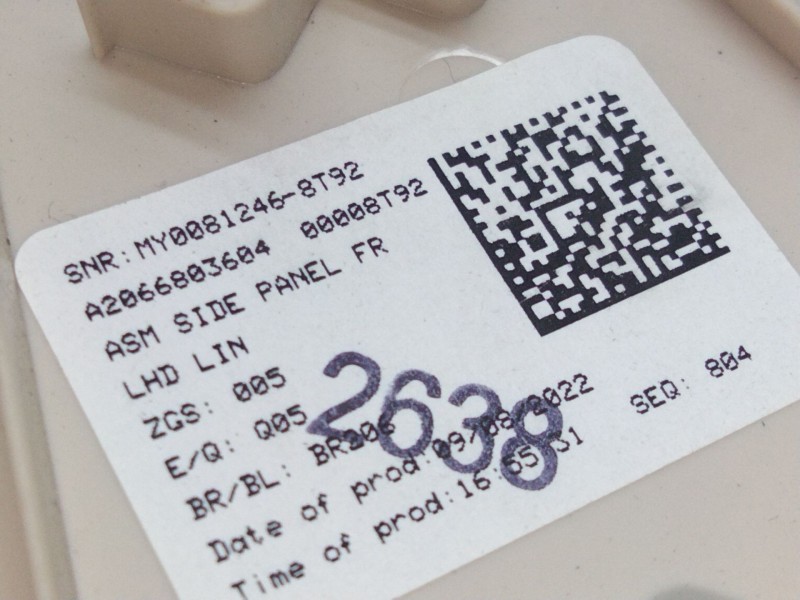 SNR:MY0081246-8T92
A2066803604 00008T92
ASM SIDE PANEL FR
LHD LIN
ZGS: 005
E/Q: Q05
BR/BL: BR206
Date of prod:09/08/2022
Time of prod:16:55:31 SEQ: 804
2638